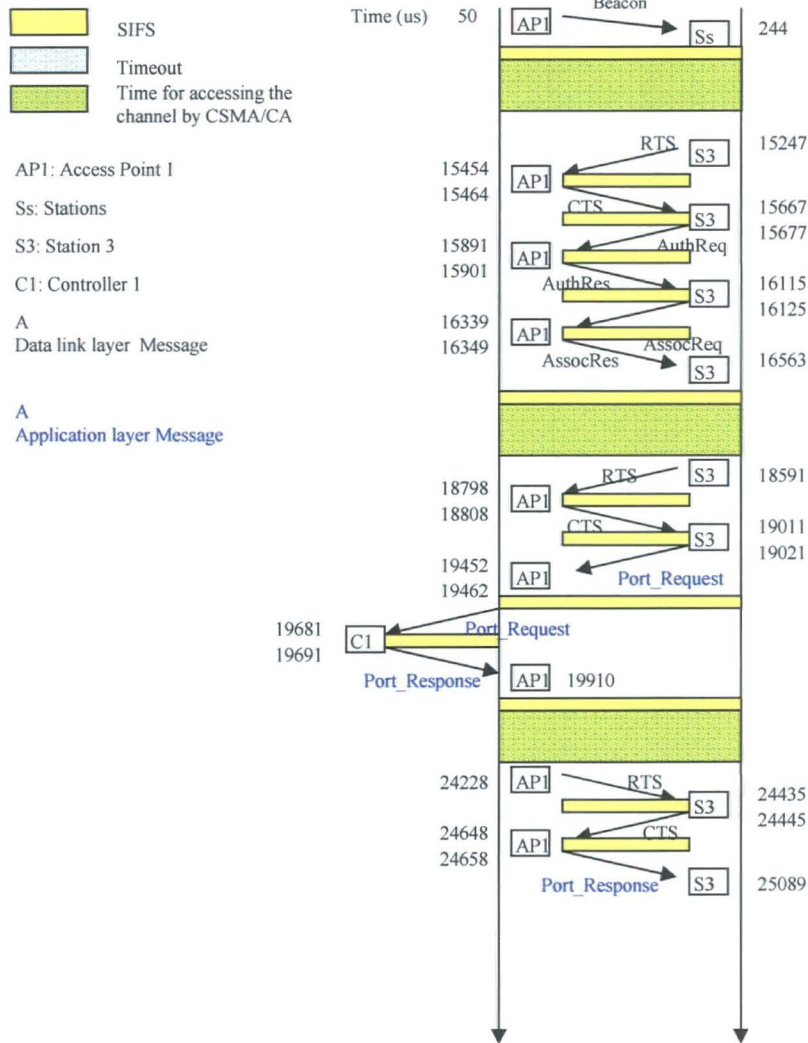 Beacon
SIFS
Time (us) 50
AP1
Ss
244
Timeout
Time for accessing the
channel by CSMA/CA
RTS
S3
15247
AP1: Access Point 1
15454
15464
AP1
Ss: Stations
CTS
S3
15667
15677
S3: Station 3
15891
15901
AP1
AuthReq
C1: Controller 1
AuthRes
S3
16115
16125
A
Data link layer Message
16339
16349
AP1
AssocReq
AssocRes
S3
16563
A
Application layer Message
RTS
S3
18591
18798
18808
AP1
CTS
S3
19011
19021
19452
19462
AP1
Port_Request
19681
19691
C1
Port_Request
Port_Response
AP1
19910
24228
AP1
RTS
S3
24435
24445
24648
24658
AP1
CTS
Port_Response
S3
25089